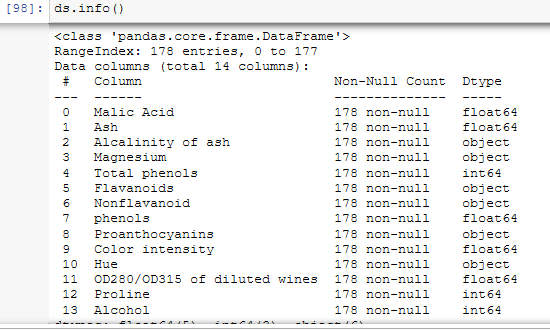 [98]: ds.info()
<class 'pandas.core.frame.DataFrame'>
RangeIndex: 178 entries, 0 to 177
Data columns (total 14 columns):
 #   Column                        Non-Null Count  Dtype
---  ------                        --------------  -----
 0   Malic Acid                    178 non-null    float64
 1   Ash                           178 non-null    float64
 2   Alcalinity of ash             178 non-null    object
 3   Magnesium                     178 non-null    object
 4   Total phenols                 178 non-null    int64
 5   Flavanoids                    178 non-null    object
 6   Nonflavanoid                  178 non-null    object
 7   phenols                       178 non-null    float64
 8   Proanthocyanins               178 non-null    object
 9   Color intensity               178 non-null    float64
 10  Hue                           178 non-null    object
 11  OD280/OD315 of diluted wines  178 non-null    float64
 12  Proline                       178 non-null    int64
 13  Alcohol                       178 non-null    int64